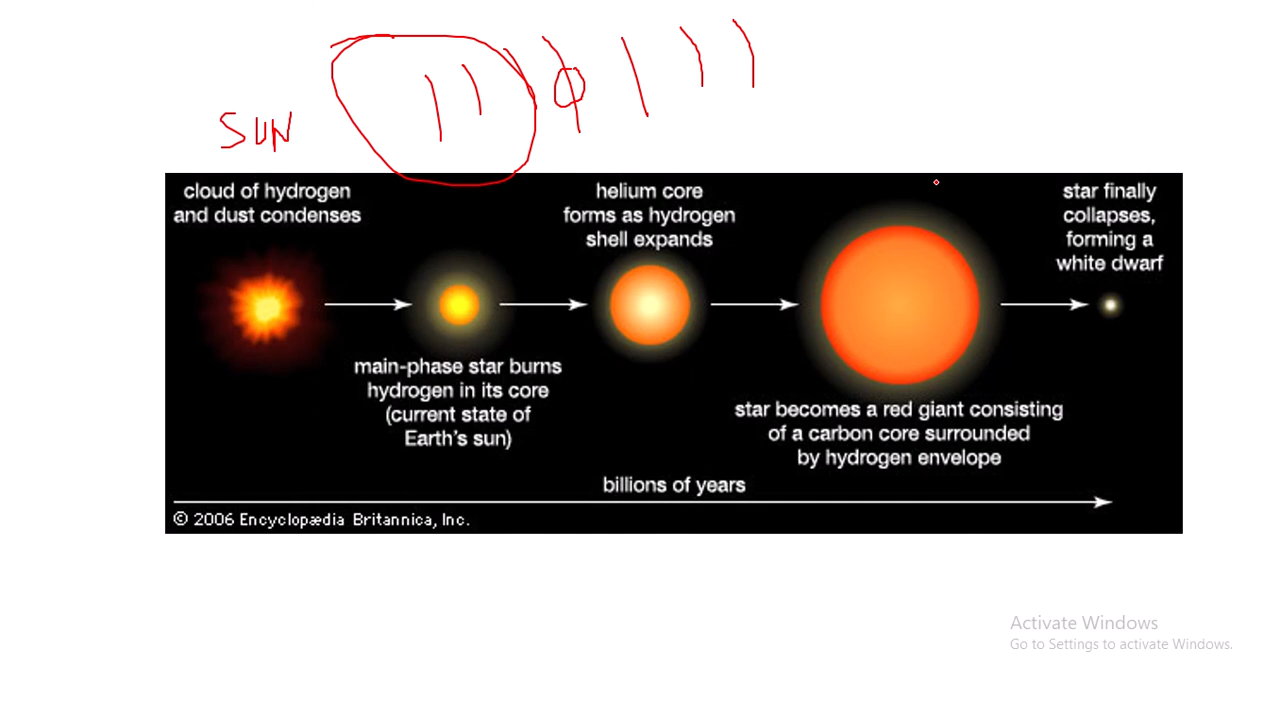 SUN
cloud of hydrogen
and dust condenses
main-phase star burns
hydrogen in its core
(current state of
Earth's sun)
helium core
forms as hydrogen
shell expands
star becomes a red giant consisting
of a carbon core surrounded
by hydrogen envelope
star finally
collapses,
forming a
white dwarf
billions of years
© 2006 Encyclopædia Britannica, Inc.
Activate Windows
Go to Settings to activate Windows.